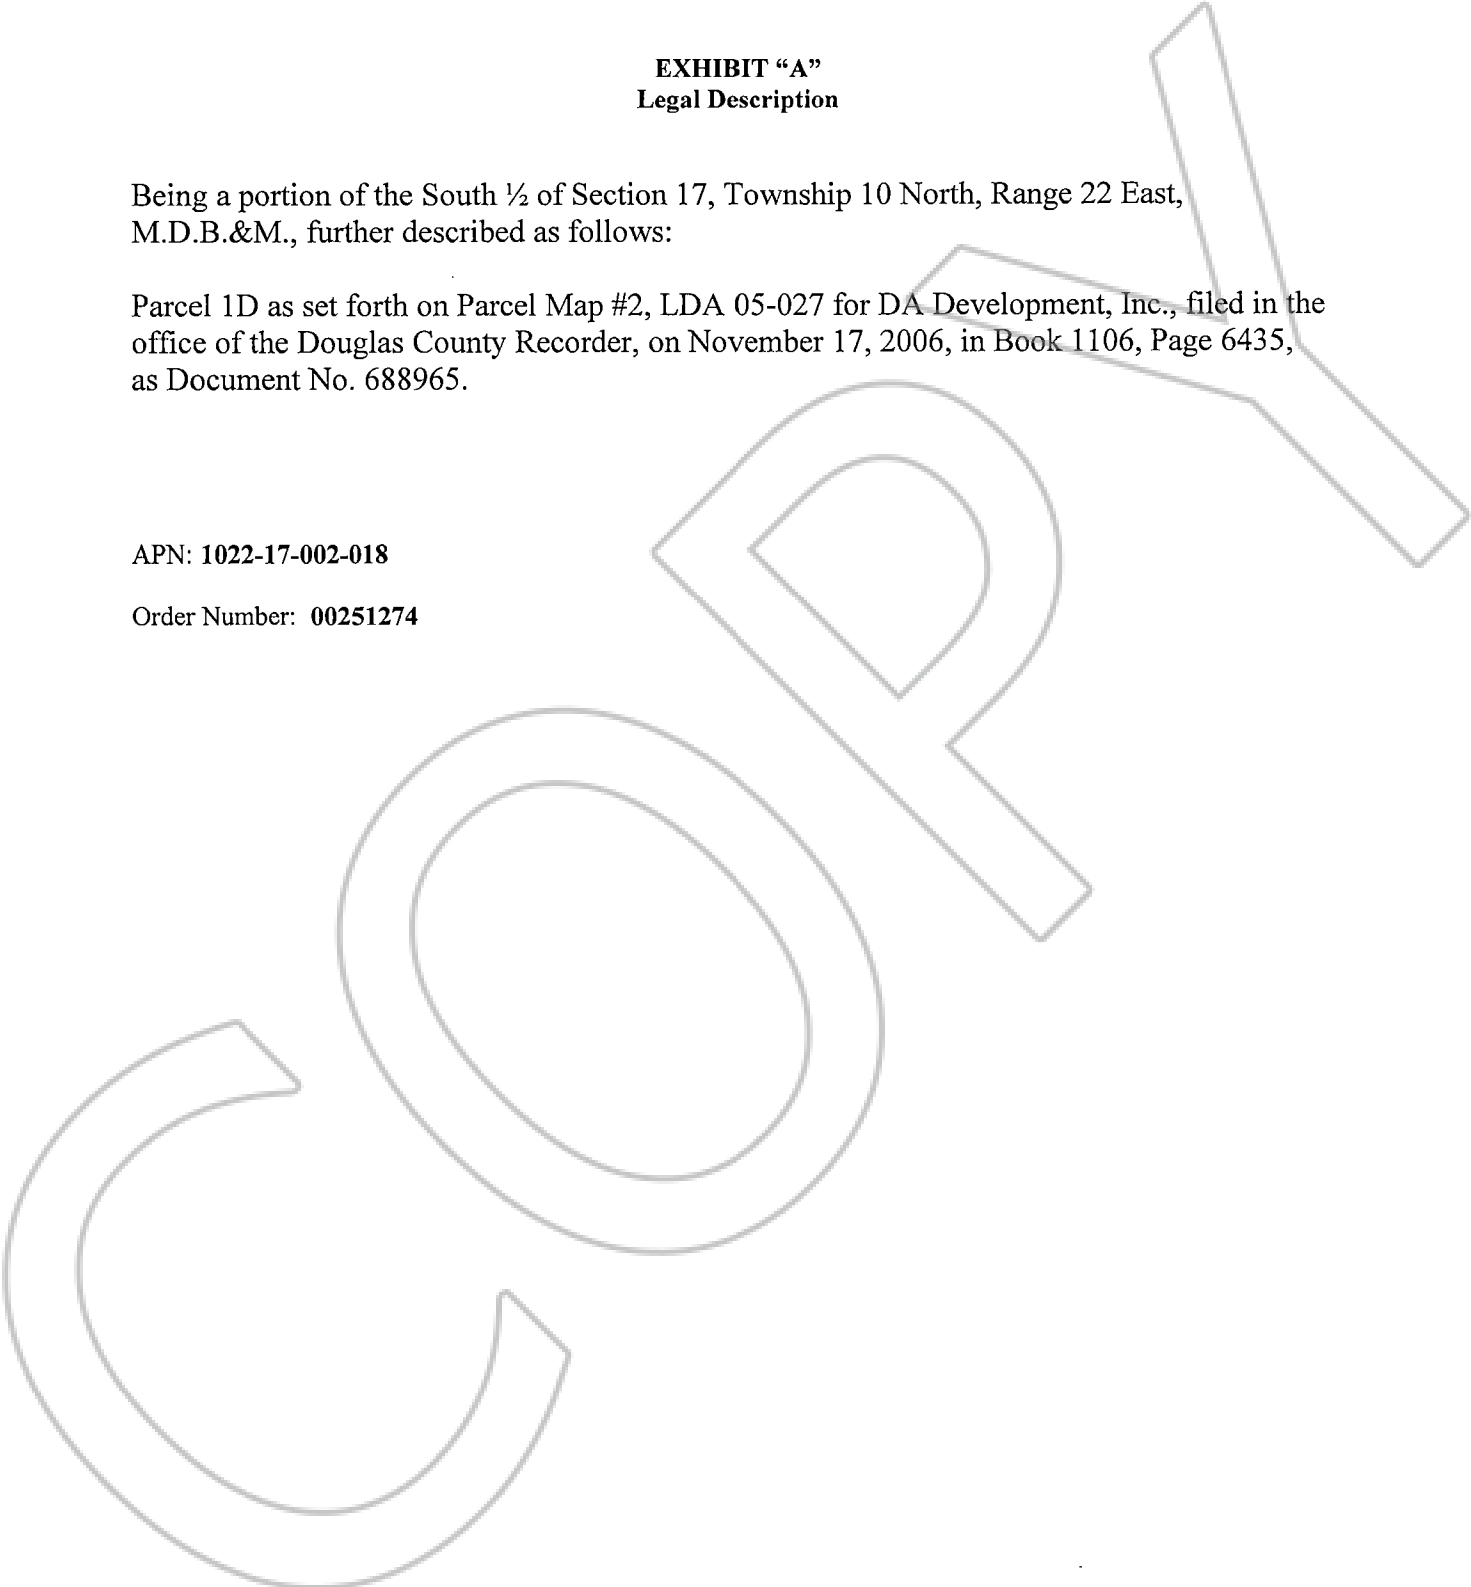 EXHIBIT “A”
Legal Description
Being a portion of the South ½ of Section 17, Township 10 North, Range 22 East,
M.D.B.&M., further described as follows:
Parcel 1D as set forth on Parcel Map #2, LDA 05-027 for DA Development, Inc., filed in the
office of the Douglas County Recorder, on November 17, 2006, in Book 1106, Page 6435,
as Document No. 688965.
APN: 1022-17-002-018
Order Number: 00251274
COPY